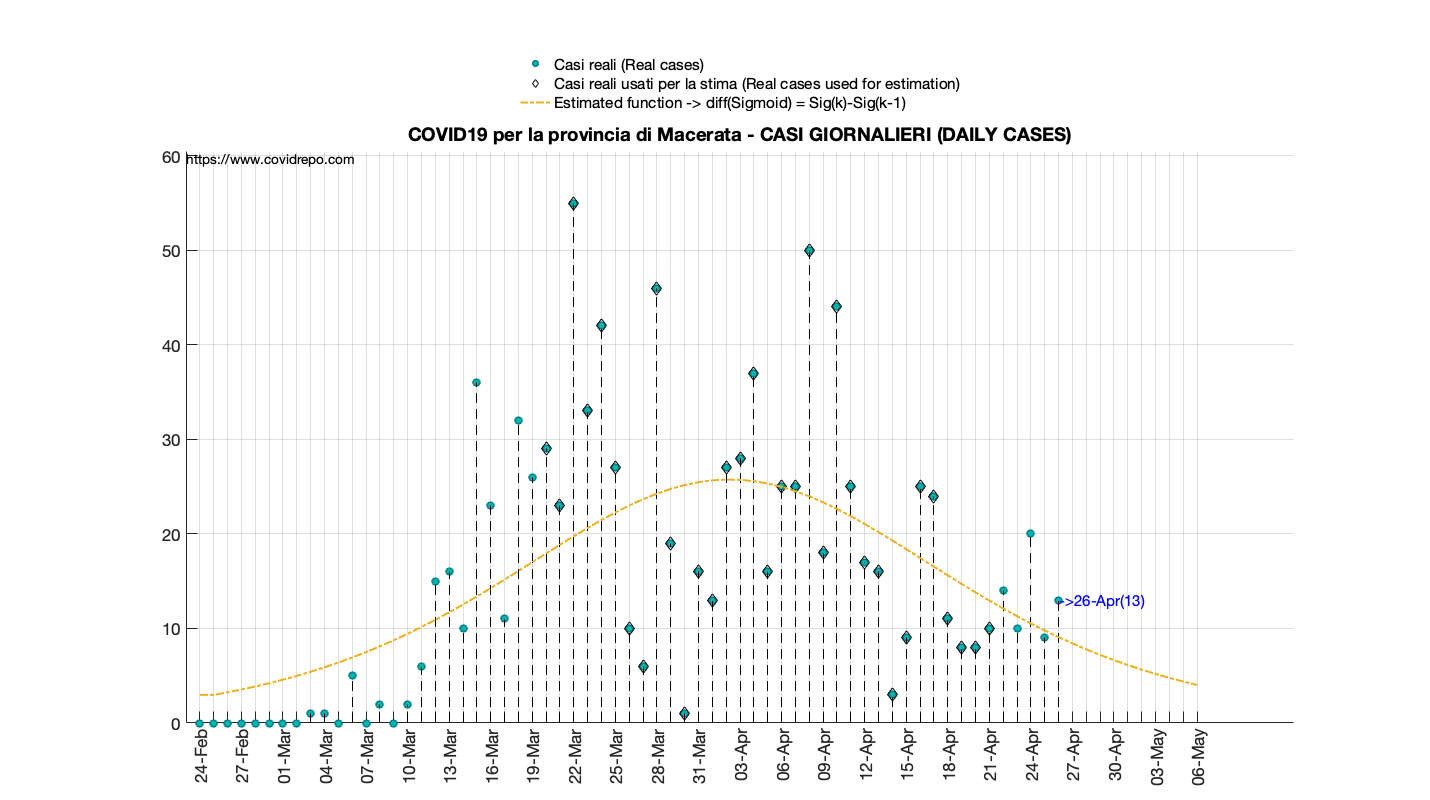 Casi reali (Real cases)
Casi reali usati per la stima (Real cases used for estimation)
Estimated function -> diff(Sigmoid) = Sig(k)-Sig(k-1)
COVID19 per la provincia di Macerata - CASI GIORNALIERI (DAILY CASES)
https://www.covidrepo.com
60
50
40
30
20
10
0
->26-Apr(13)
24-Feb
27-Feb
01-Mar
04-Mar
07-Mar
10-Mar
13-Mar
16-Mar
19-Mar
22-Mar
25-Mar
28-Mar
31-Mar
03-Apr
06-Apr
09-Apr
12-Apr
15-Apr
18-Apr
21-Apr
24-Apr
27-Apr
30-Apr
03-May
06-May